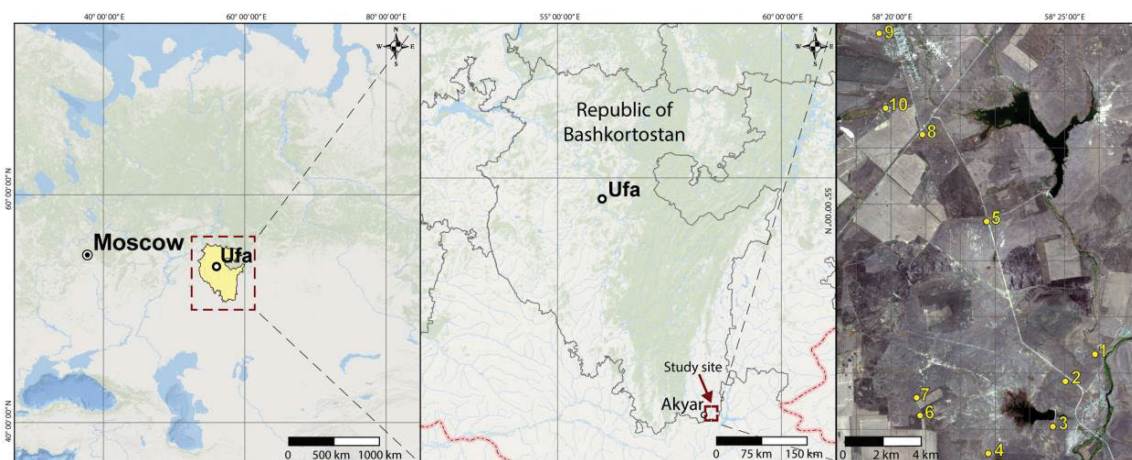 40° 00' 00"E
60° 00' 00"E
80° 00' 00"E
N
W
E
S
60° 00' 00"N
Moscow
Ufa
40° 00' 00"N
0
500 km
1000 km
55° 00' 00"E
60° 00' 00"E
N
W
E
S
Republic of
Bashkortostan
Ufa
55° 00' 00"N
Study site
Akyar
0
75 km
150 km
58° 20' 00"E
58° 25' 00"E
9
10
8
5
1
2
7
6
3
4
0
2 km
4 km